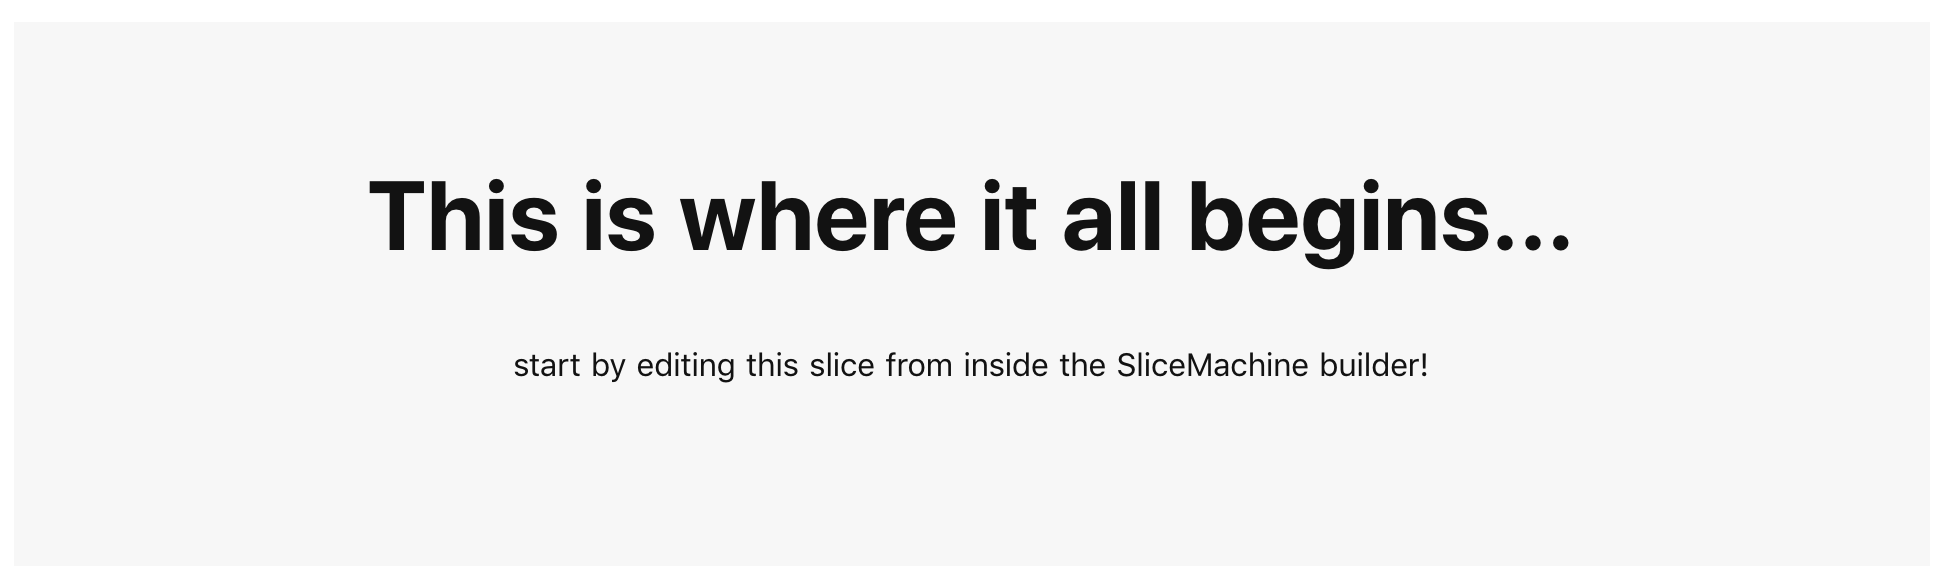 This is where it all begins...
start by editing this slice from inside the SliceMachine builder!